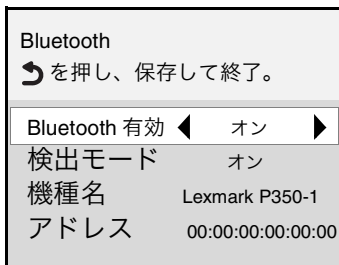 Bluetooth
を押し、保存して終了。
Bluetooth 有効 オン
検出モード オン
機種名 Lexmark P350-1
アドレス 00:00:00:00:00:00